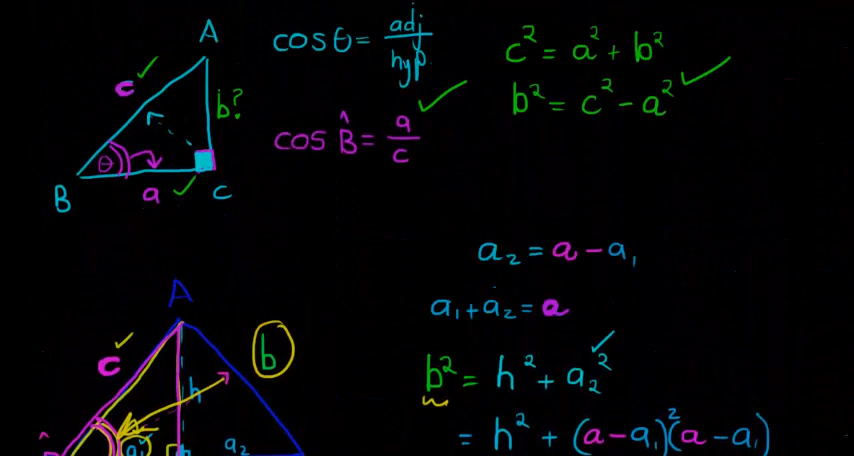 A
c
b?
θ
B
a
C
cos θ = adj/hyp
cos B̂ = a/c
c² = a² + b²
b² = c² - a²
a₂ = a - a₁
a₁ + a₂ = a
b² = h² + a₂²
= h² + (a - a₁)²(a - a₁)
A
c
b
h
a₁
a₂